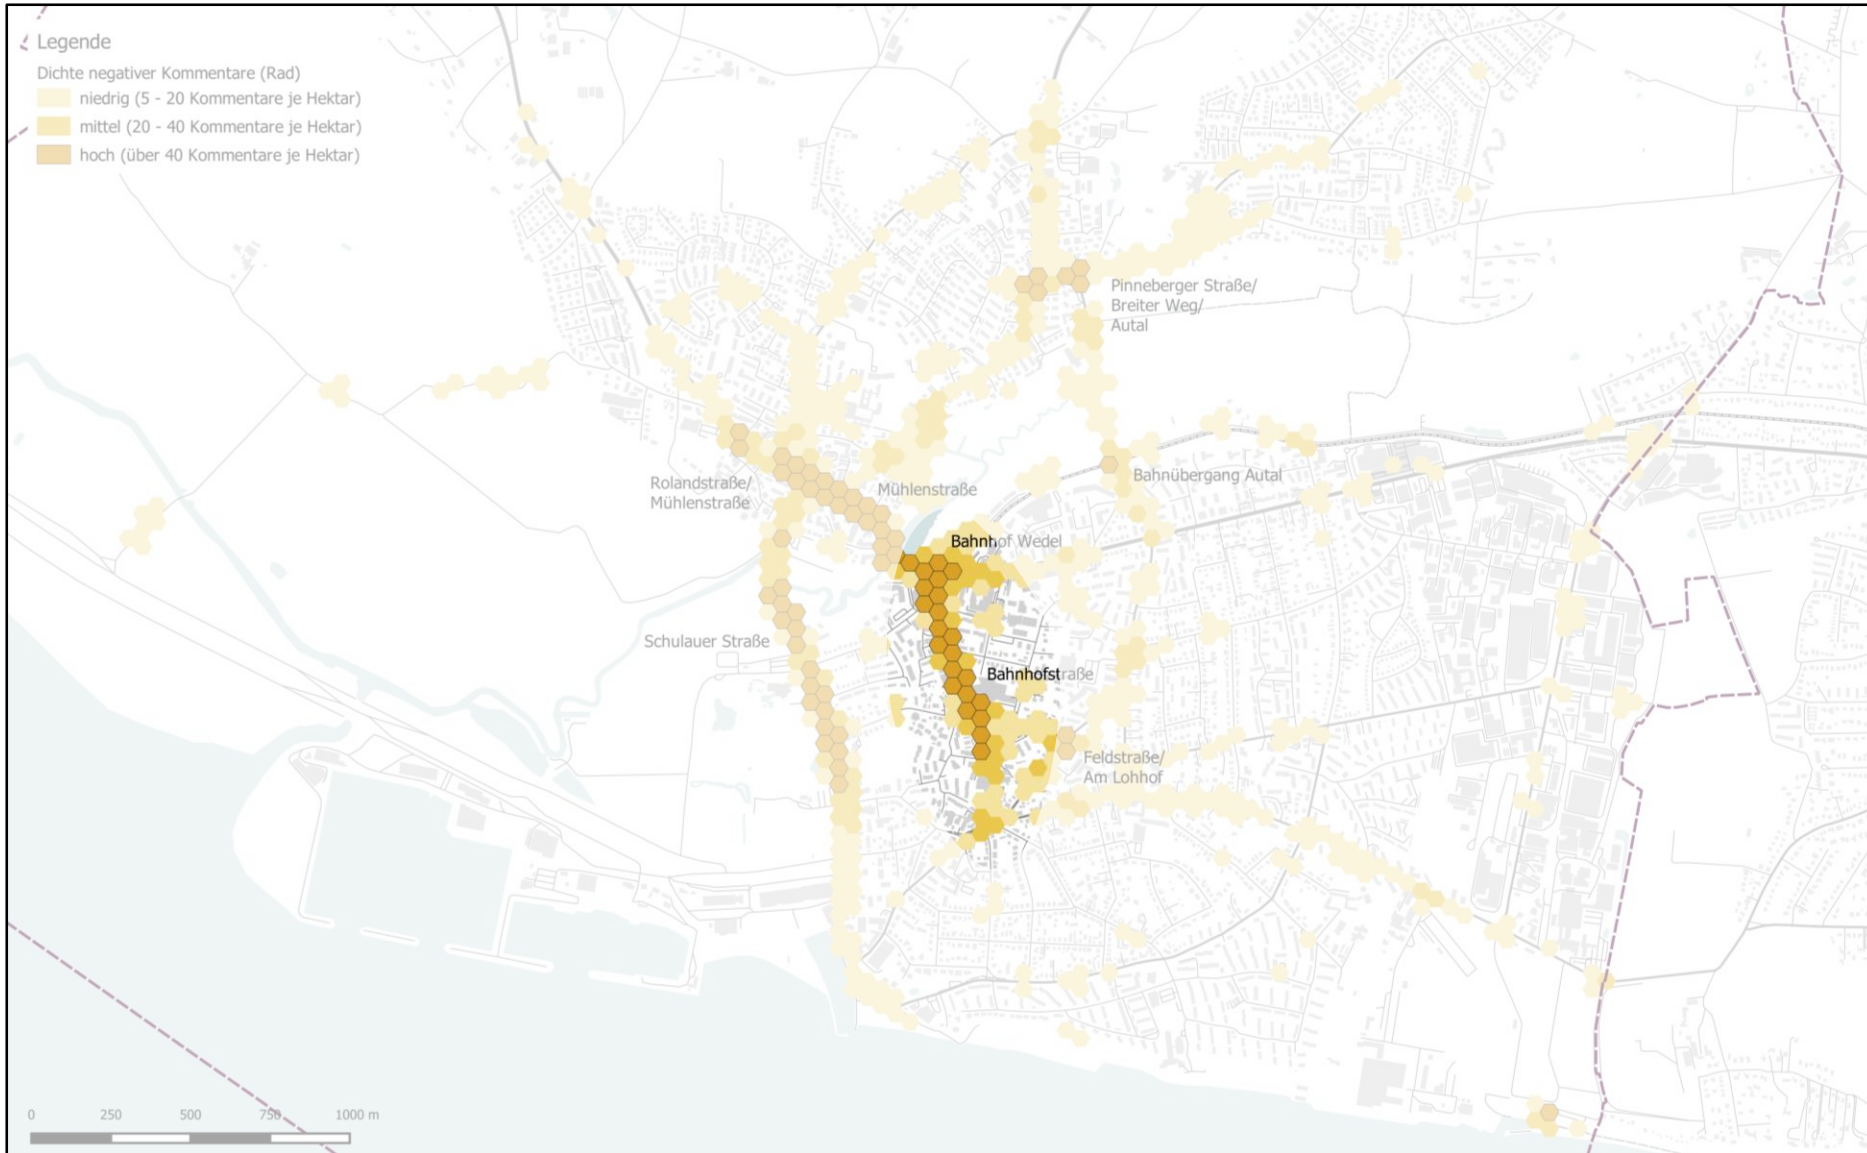 Legende
Dichte negativer Kommentare (Rad)
niedrig (5 - 20 Kommentare je Hektar)
mittel (20 - 40 Kommentare je Hektar)
hoch (über 40 Kommentare je Hektar)
Pinneberger Straße/
Breiter Weg/
Autal
Rolandstraße/
Mühlenstraße
Mühlenstraße
Bahnübergang Autal
Bahnhof Wedel
Schulauer Straße
Bahnhofstraße
Feldstraße/
Am Lohhof
0 250 500 750 1000 m